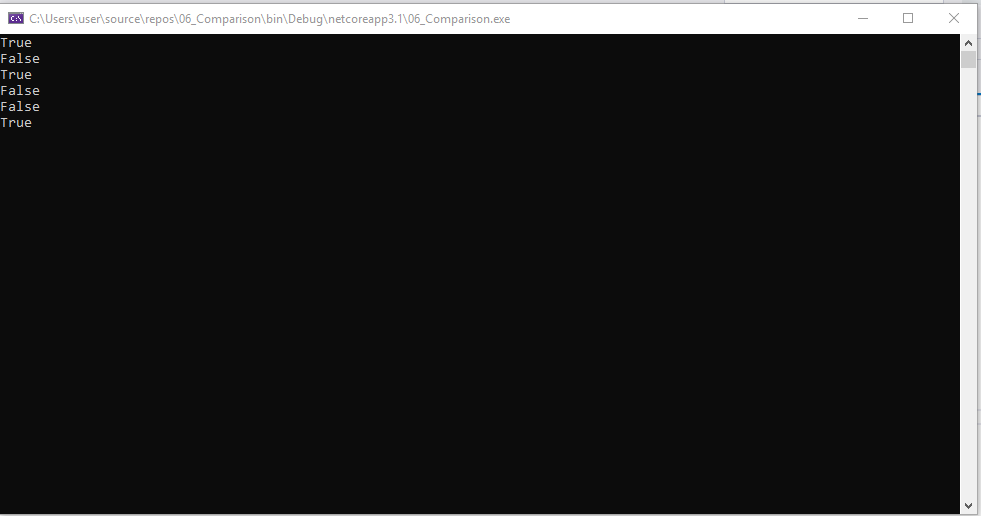 C:\Users\user\source\repos\06_Comparison\bin\Debug\netcoreapp3.1\06_Comparison.exe
True
False
True
False
False
True